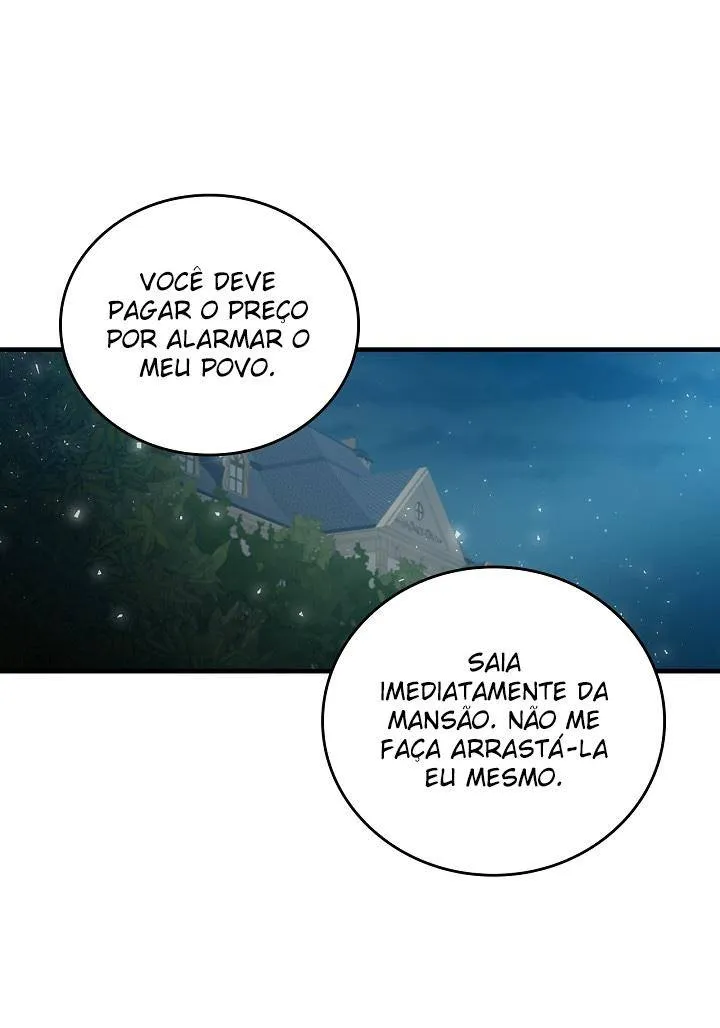 VOCÊ DEVE
PAGAR O PREÇO
POR ALARMAR O
MEU POVO.
SAIA
IMEDIATAMENTE DA
MANSÃO. NÃO ME
FAÇA ARRASTÁ-LA
EU MESMO.